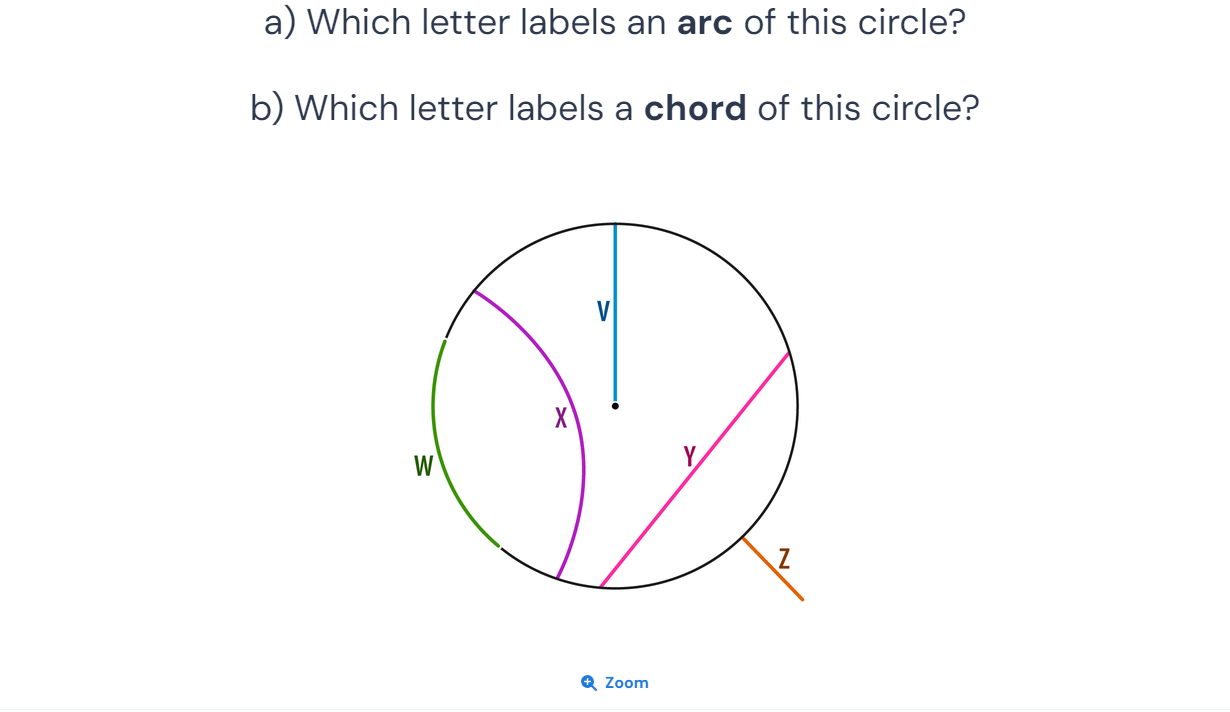 a) Which letter labels an arc of this circle?
b) Which letter labels a chord of this circle?
V
X
Y
W
Z
Zoom